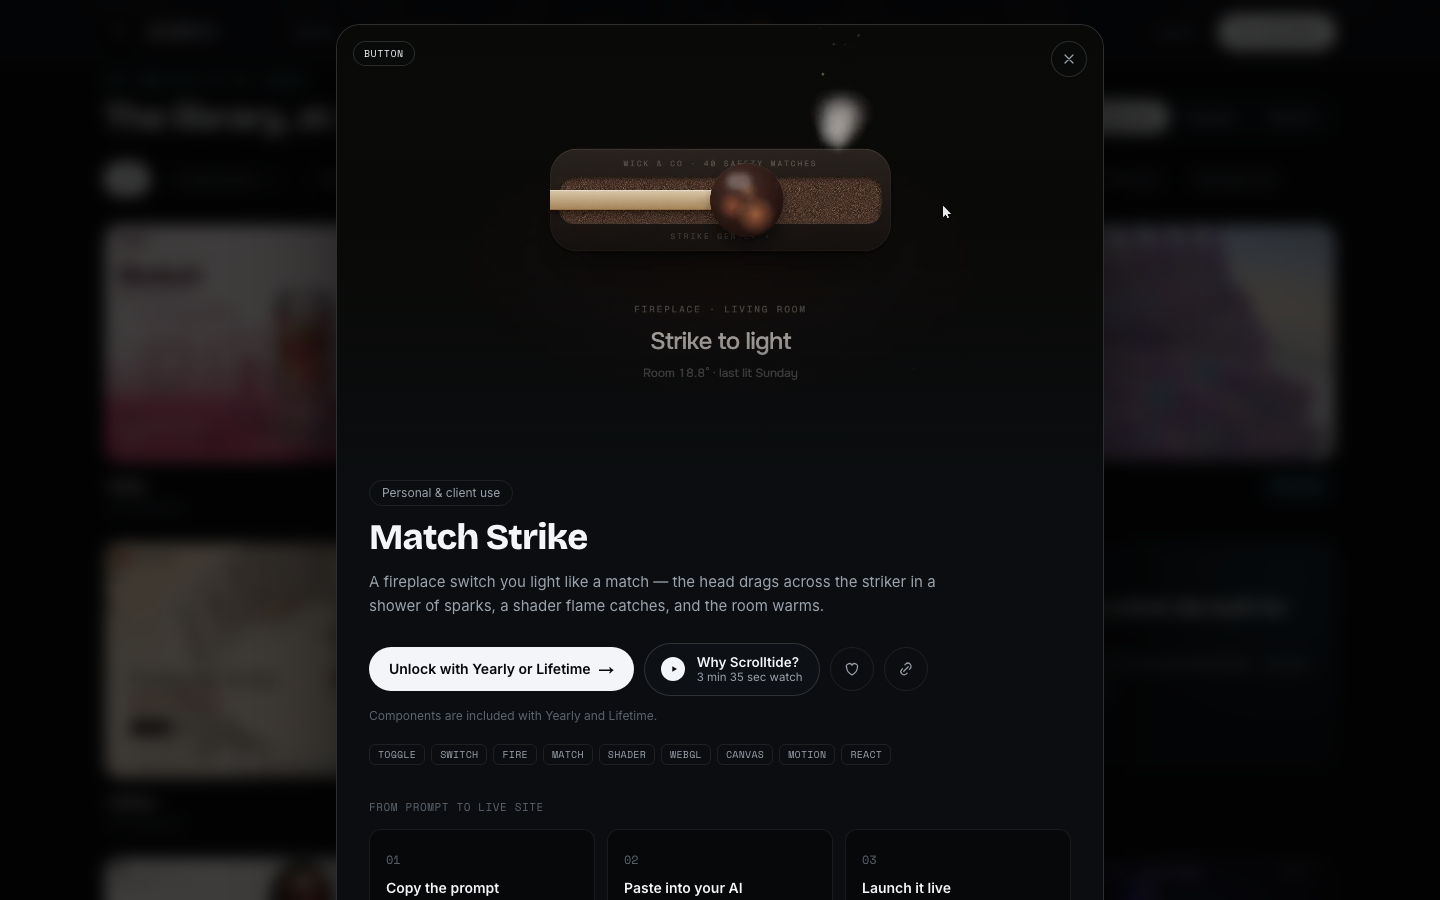 BUTTON
WICK & CO · 40 SAFETY MATCHES
STRIKE
FIREPLACE · LIVING ROOM
Strike to light
Room 18.8° · last lit Sunday
Personal & client use
Match Strike
A fireplace switch you light like a match — the head drags across the striker in a
shower of sparks, a shader flame catches, and the room warms.
Unlock with Yearly or Lifetime →
Why Scrolltide?
3 min 35 sec watch
Components are included with Yearly and Lifetime.
TOGGLE SWITCH FIRE MATCH SHADER WEBGL CANVAS MOTION REACT
FROM PROMPT TO LIVE SITE
01 02 03
Copy the prompt Paste into your AI Launch it live